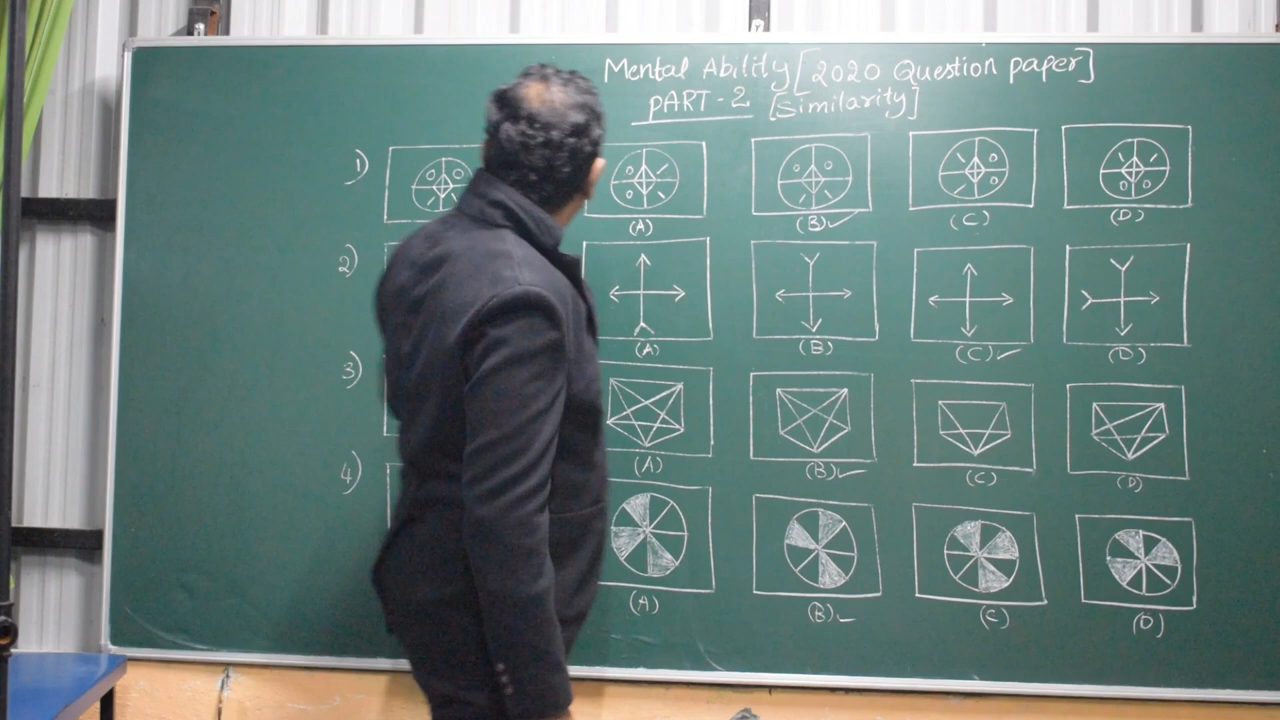 Mental Ability [2020 Question paper]
PART-2 [Similarity]
1)
(A) (B)✓ (C) (D)
2)
(A) (B) (C)✓ (D)
3)
(A) (B)✓ (C) (D)
4)
(A) (B)✓ (C) (D)